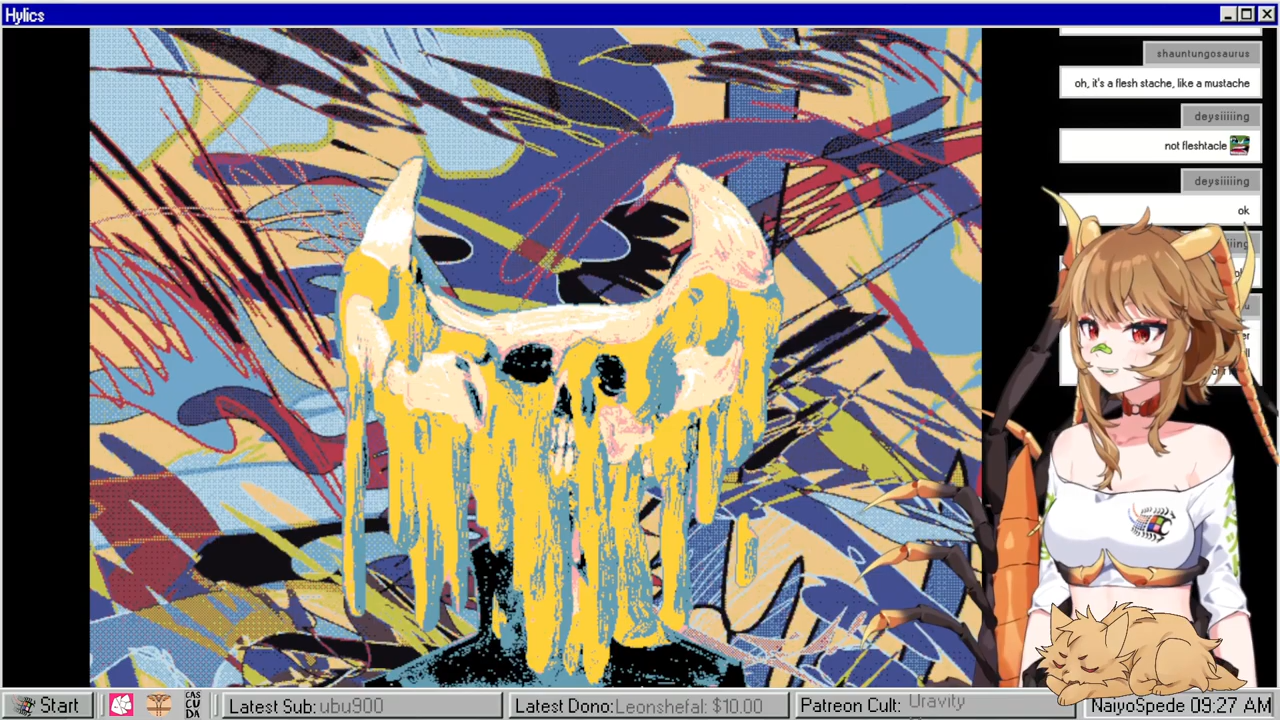 Hylics
shauntungosaurus
oh, it's a flesh stache, like a mustache
deysiiiiing
not fleshtacle
deysiiiiing
ok
Start
CAS
CU
DA
Latest Sub: ubu900
Latest Dono: Leonshefal: $10.00
Patreon Cult: Uravity
NaiyoSpede 09:27 AM